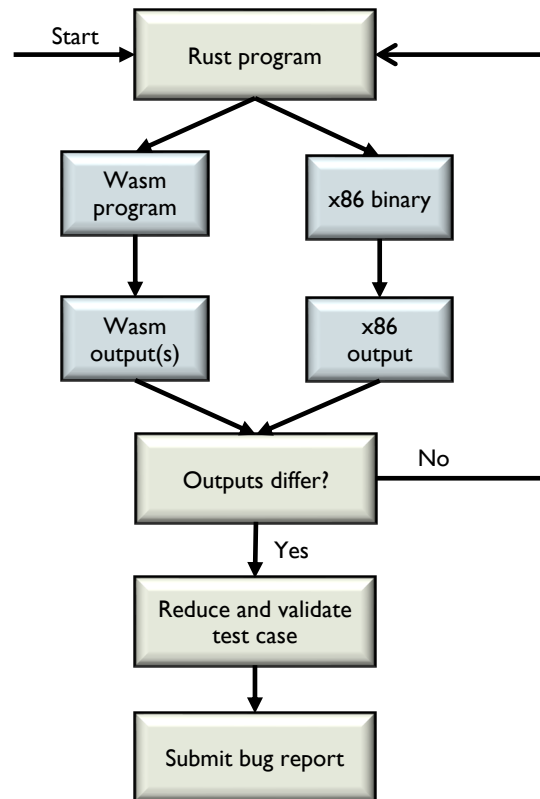 Start
Rust program
Wasm
program
x86 binary
Wasm
output(s)
x86
output
Outputs differ?
No
Yes
Reduce and validate
test case
Submit bug report